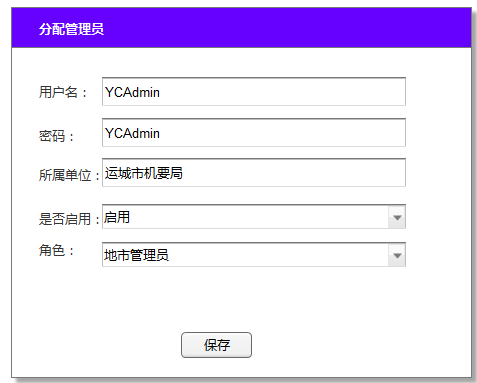 分配管理员
用户名： YCAdmin
密码： YCAdmin
所属单位： 运城市机要局
是否启用： 启用
角色： 地市管理员
保存